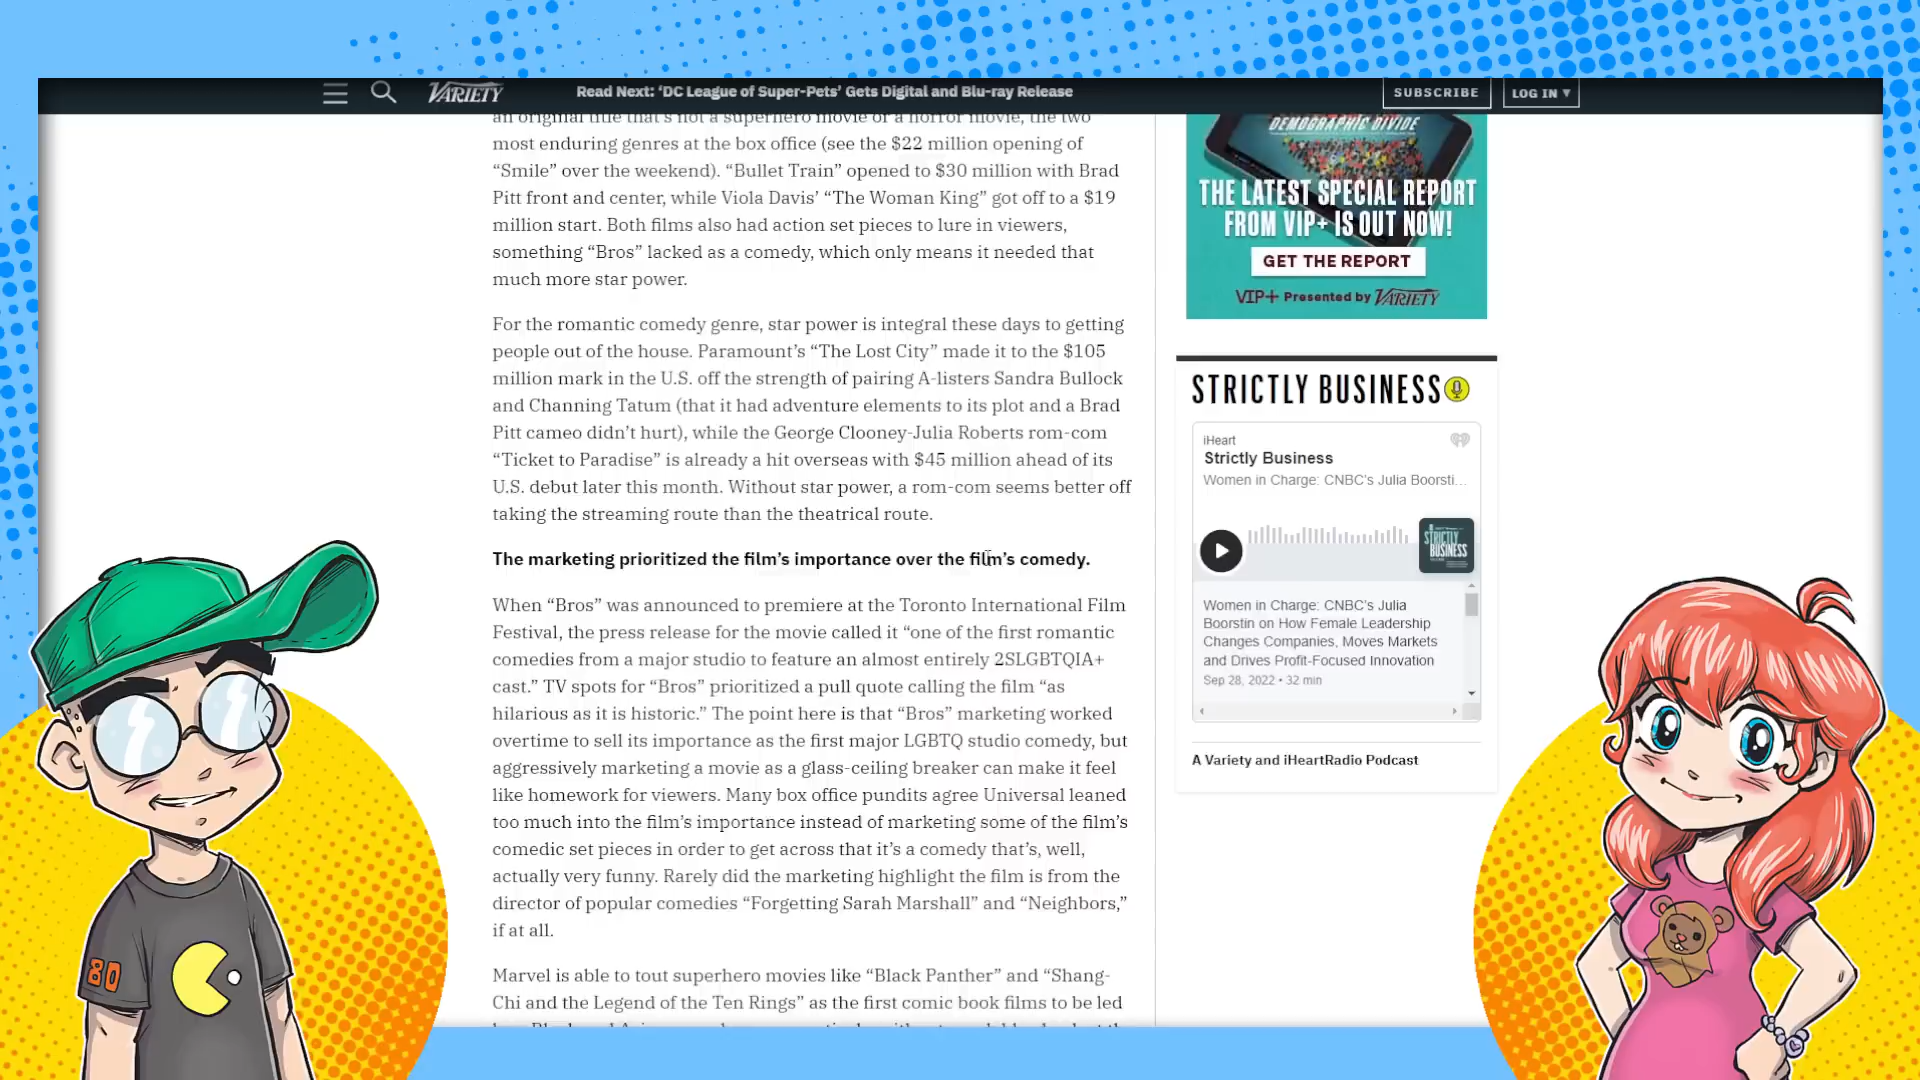 VARIETY
Read Next: ‘DC League of Super-Pets’ Gets Digital and Blu-ray Release
SUBSCRIBE
LOG IN ▾
an original title that’s not a superhero movie or a horror movie, the two
most enduring genres at the box office (see the $22 million opening of
“Smile” over the weekend). “Bullet Train” opened to $30 million with Brad
Pitt front and center, while Viola Davis’ “The Woman King” got off to a $19
million start. Both films also had action set pieces to lure in viewers,
something “Bros” lacked as a comedy, which only means it needed that
much more star power.
For the romantic comedy genre, star power is integral these days to getting
people out of the house. Paramount’s “The Lost City” made it to the $105
million mark in the U.S. off the strength of pairing A-listers Sandra Bullock
and Channing Tatum (that it had adventure elements to its plot and a Brad
Pitt cameo didn’t hurt), while the George Clooney-Julia Roberts rom-com
“Ticket to Paradise” is already a hit overseas with $45 million ahead of its
U.S. debut later this month. Without star power, a rom-com seems better off
taking the streaming route than the theatrical route.
The marketing prioritized the film’s importance over the film’s comedy.
When “Bros” was announced to premiere at the Toronto International Film
Festival, the press release for the movie called it “one of the first romantic
comedies from a major studio to feature an almost entirely 2SLGBTQIA+
cast.” TV spots for “Bros” prioritized a pull quote calling the film “as
hilarious as it is historic.” The point here is that “Bros” marketing worked
overtime to sell its importance as the first major LGBTQ studio comedy, but
aggressively marketing a movie as a glass-ceiling breaker can make it feel
like homework for viewers. Many box office pundits agree Universal leaned
too much into the film’s importance instead of marketing some of the film’s
comedic set pieces in order to get across that it’s a comedy that’s, well,
actually very funny. Rarely did the marketing highlight the film is from the
director of popular comedies “Forgetting Sarah Marshall” and “Neighbors,”
if at all.
Marvel is able to tout superhero movies like “Black Panther” and “Shang-
Chi and the Legend of the Ten Rings” as the first comic book films to be led
DEMOGRAPHIC DIVIDE
THE LATEST SPECIAL REPORT
FROM VIP+ IS OUT NOW!
GET THE REPORT
VIP+ Presented by VARIETY
STRICTLY BUSINESS
iHeart
Strictly Business
Women in Charge: CNBC's Julia Boorsti...
STRICTLY
BUSINESS
Women in Charge: CNBC's Julia
Boorstin on How Female Leadership
Changes Companies, Moves Markets
and Drives Profit-Focused Innovation
Sep 28, 2022 • 32 min
A Variety and iHeartRadio Podcast
80